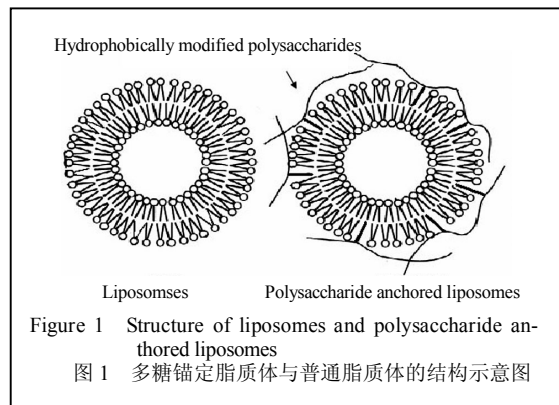 Hydrophobically modified polysaccharides
Liposomses
Polysaccharide anchored liposomes
Figure 1 Structure of liposomes and polysaccharide an-
thored liposomes
图 1 多糖锚定脂质体与普通脂质体的结构示意图